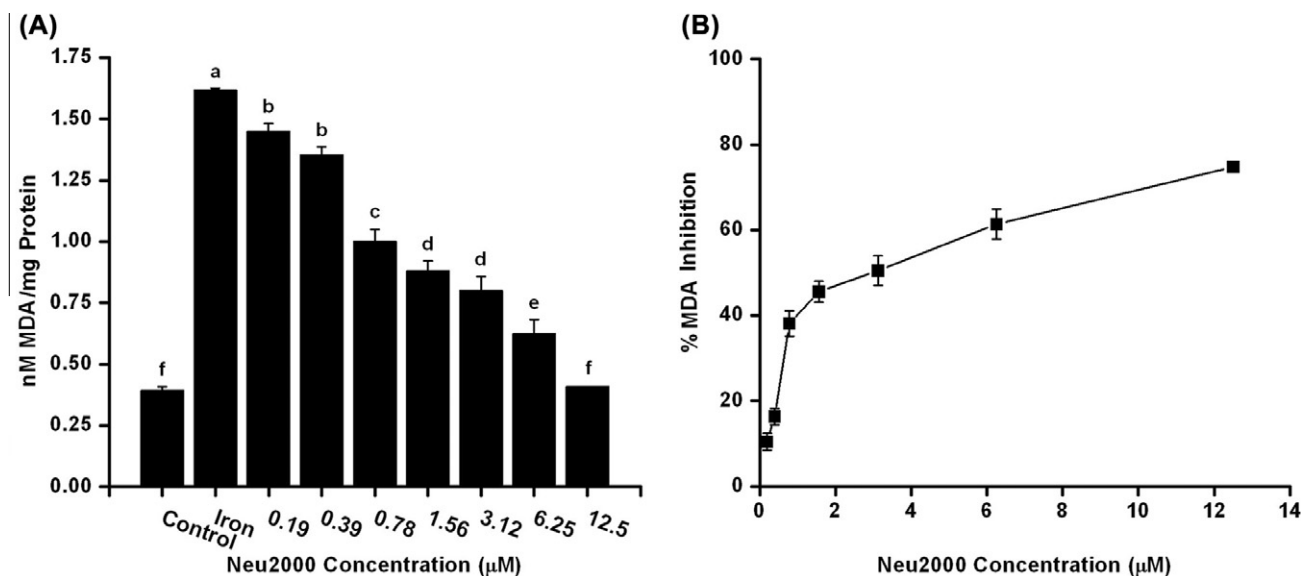 (A)
1.75
1.50
1.25
1.00
0.75
0.50
0.25
0.00
nM MDA/mg Protein
f
a
b
b
c
d
d
e
f
Control
Iron
0.19
0.39
0.78
1.56
3.12
6.25
12.5
Neu2000 Concentration (μM)
(B)
100
80
60
40
20
0
% MDA Inhibition
0 2 4 6 8 10 12 14
Neu2000 Concentration (μM)